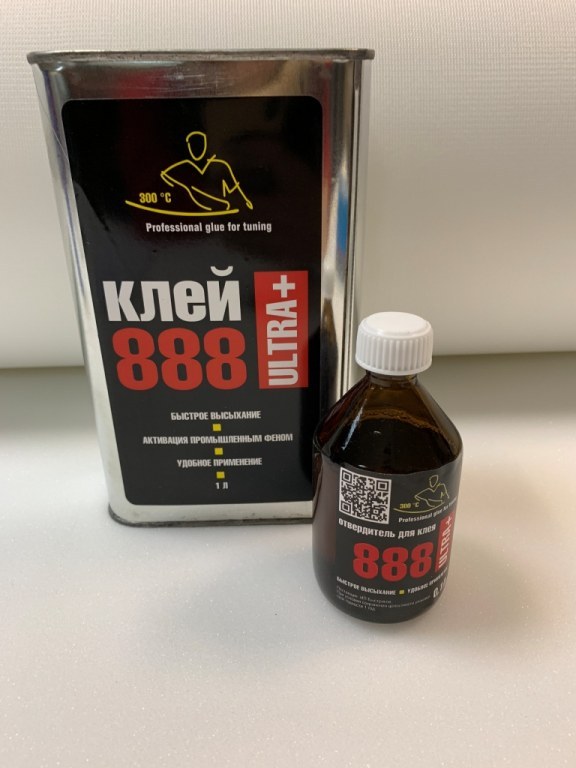 300 °C
Professional glue for tuning
клей
888
ULTRA+
БЫСТРОЕ ВЫСЫХАНИЕ
АКТИВАЦИЯ ПРОМЫШЛЕННЫМ ФЕНОМ
УДОБНОЕ ПРИМЕНЕНИЕ
1 Л
300 °C
Professional glue for
отвердитель для клея
888
ULTRA+
БЫСТРОЕ ВЫСЫХАНИЕ УДОБНОЕ